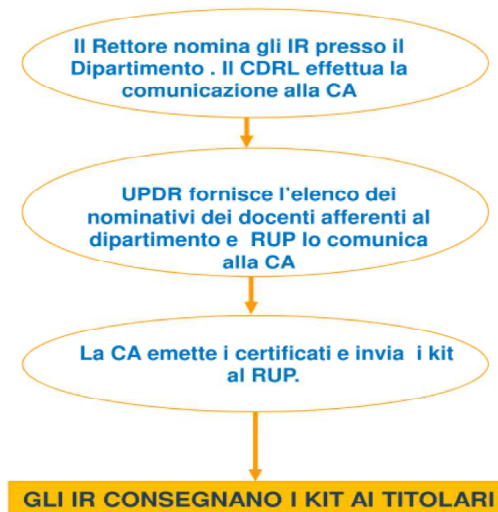 Il Rettore nomina gli IR presso il
Dipartimento . Il CDRL effettua la
comunicazione alla CA
UPDR fornisce l'elenco dei
nominativi dei docenti afferenti al
dipartimento e RUP lo comunica
alla CA
La CA emette i certificati e invia i kit
al RUP.
GLI IR CONSEGNANO I KIT AI TITOLARI